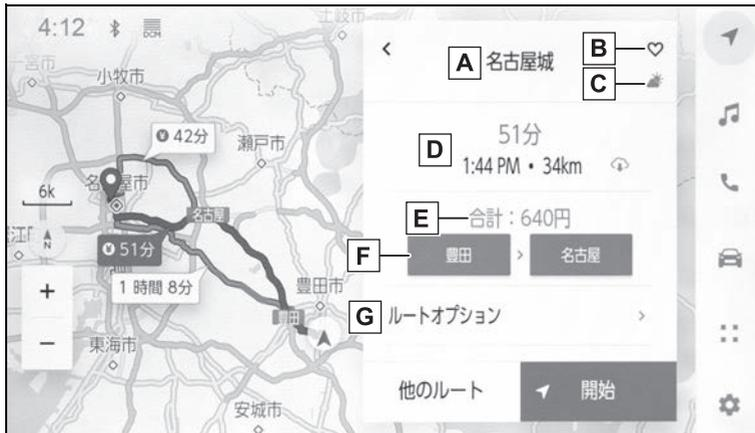 4:12
DCM
土岐市
一宮市
小牧市
¥ 42分
瀬戸市
6k
N
名古屋
¥ 51分
1 時間 8分
豊田市
豊田
東海市
安城市
+
−
A 名古屋城
B
C
D 51分
1:44 PM • 34km
E 合計：640円
F 豊田 > 名古屋
G ルートオプション
他のルート
開始